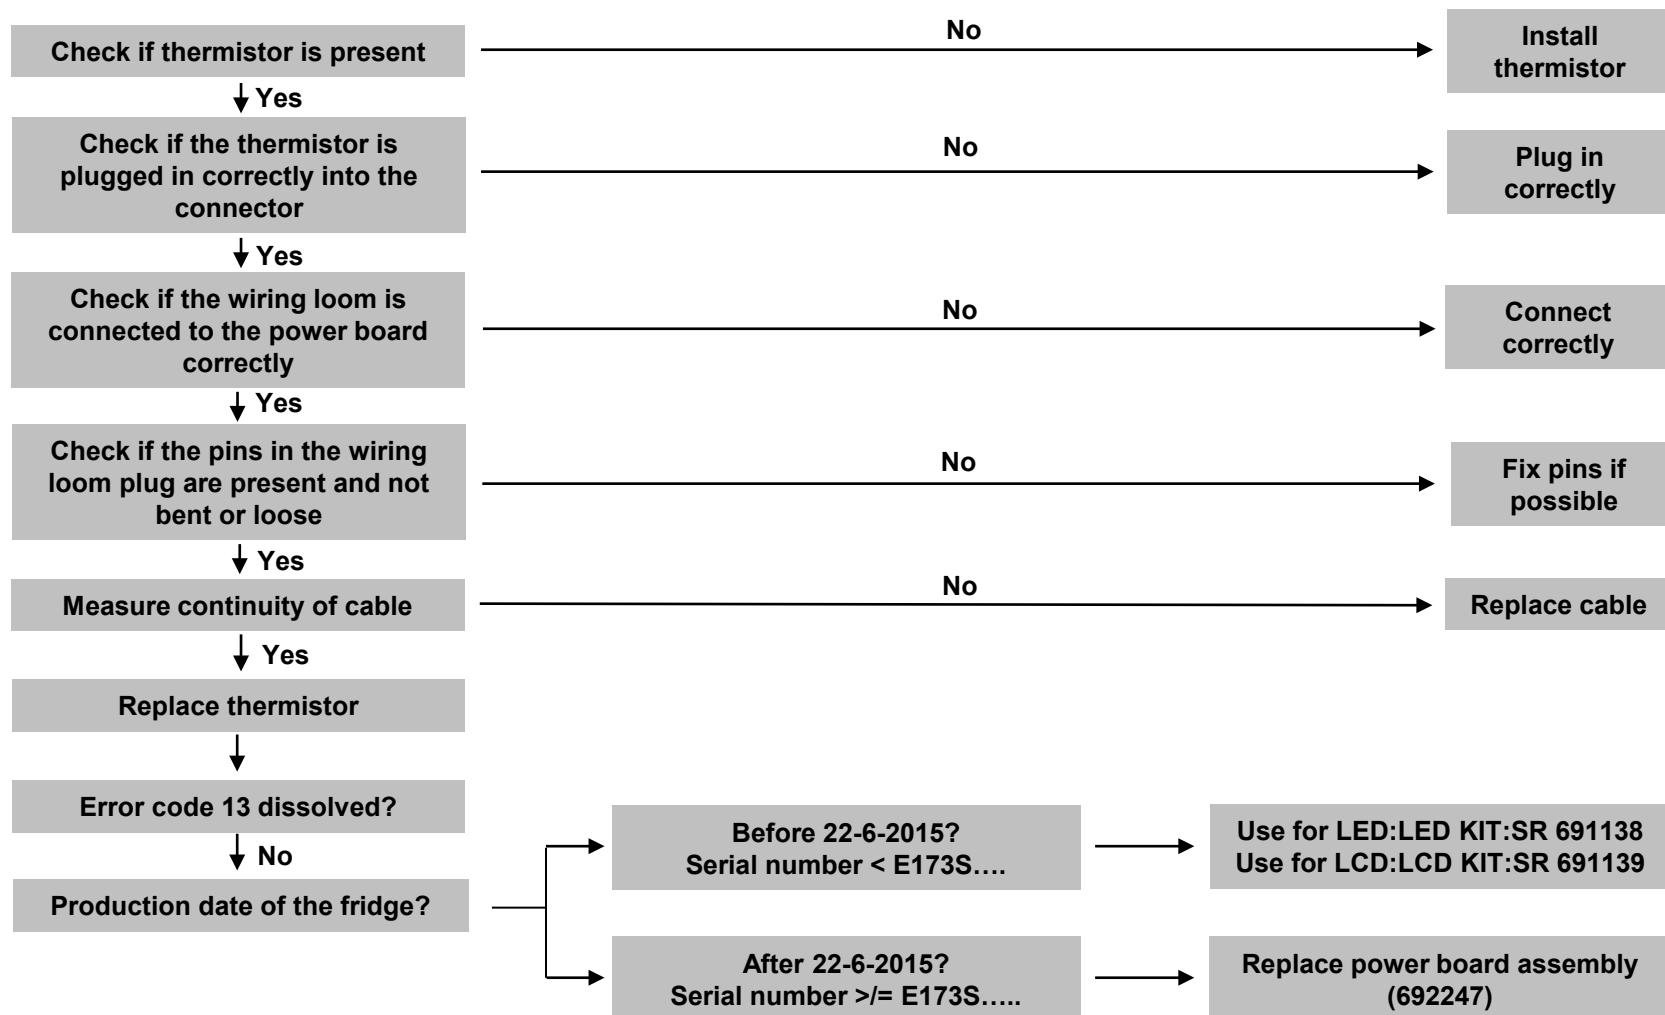 Check if thermistor is present
No
Install
thermistor
Yes
Check if the thermistor is
plugged in correctly into the
connector
No
Plug in
correctly
Yes
Check if the wiring loom is
connected to the power board
correctly
No
Connect
correctly
Yes
Check if the pins in the wiring
loom plug are present and not
bent or loose
No
Fix pins if
possible
Yes
Measure continuity of cable
No
Replace cable
Yes
Replace thermistor
Error code 13 dissolved?
No
Production date of the fridge?
Before 22-6-2015?
Serial number < E173S….
Use for LED:LED KIT:SR 691138
Use for LCD:LCD KIT:SR 691139
After 22-6-2015?
Serial number >/= E173S…..
Replace power board assembly
(692247)